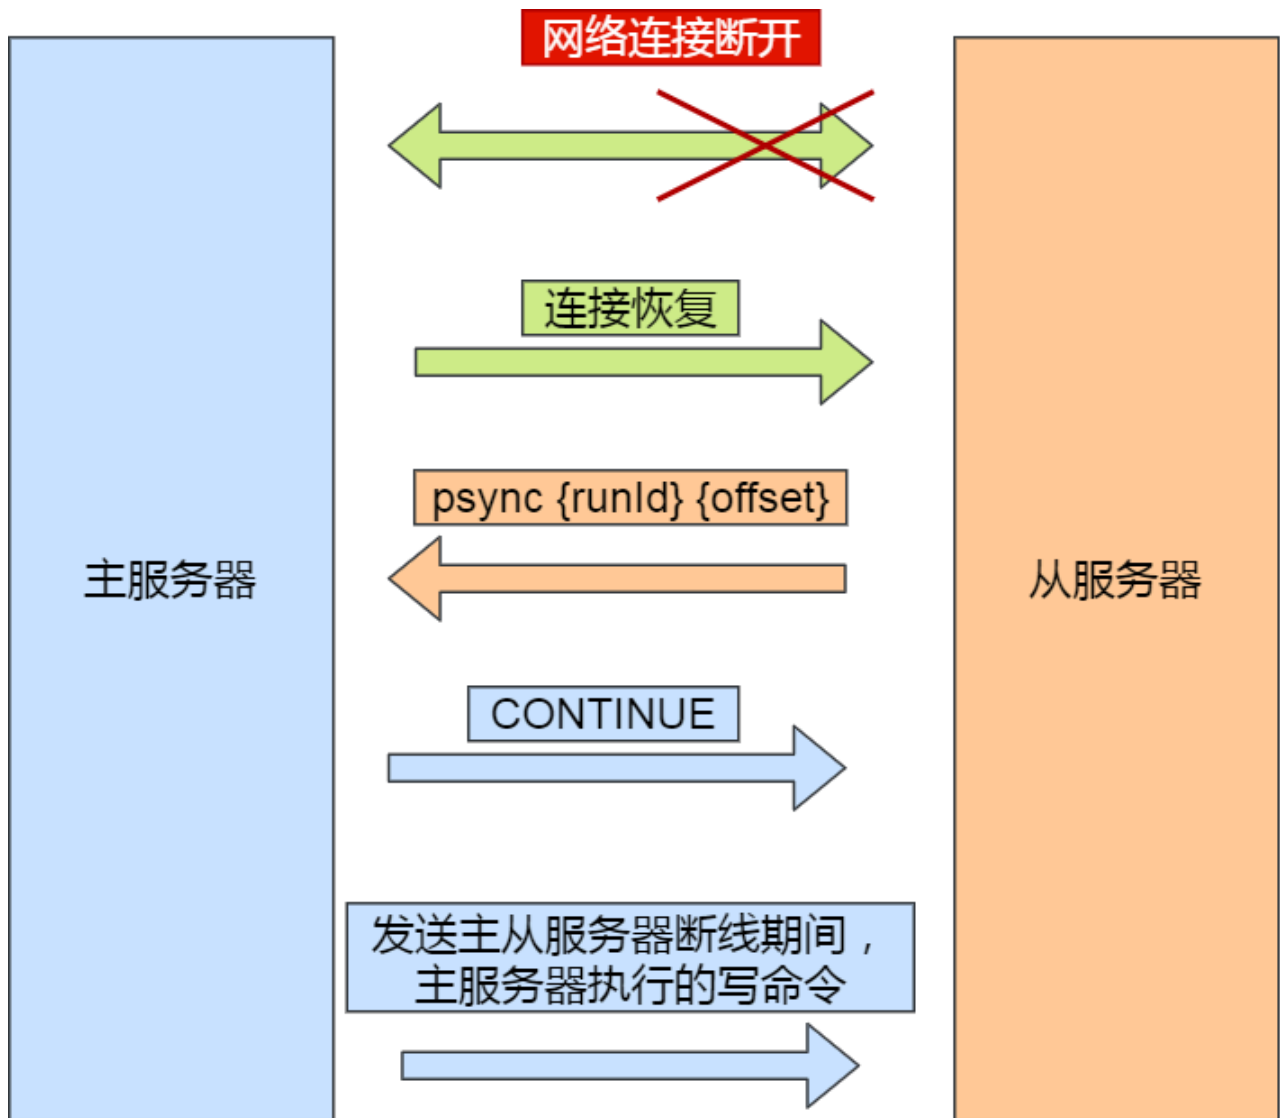 网络连接断开
连接恢复
psync {runId} {offset}
主服务器
从服务器
CONTINUE
发送主从服务器断线期间，
主服务器执行的写命令